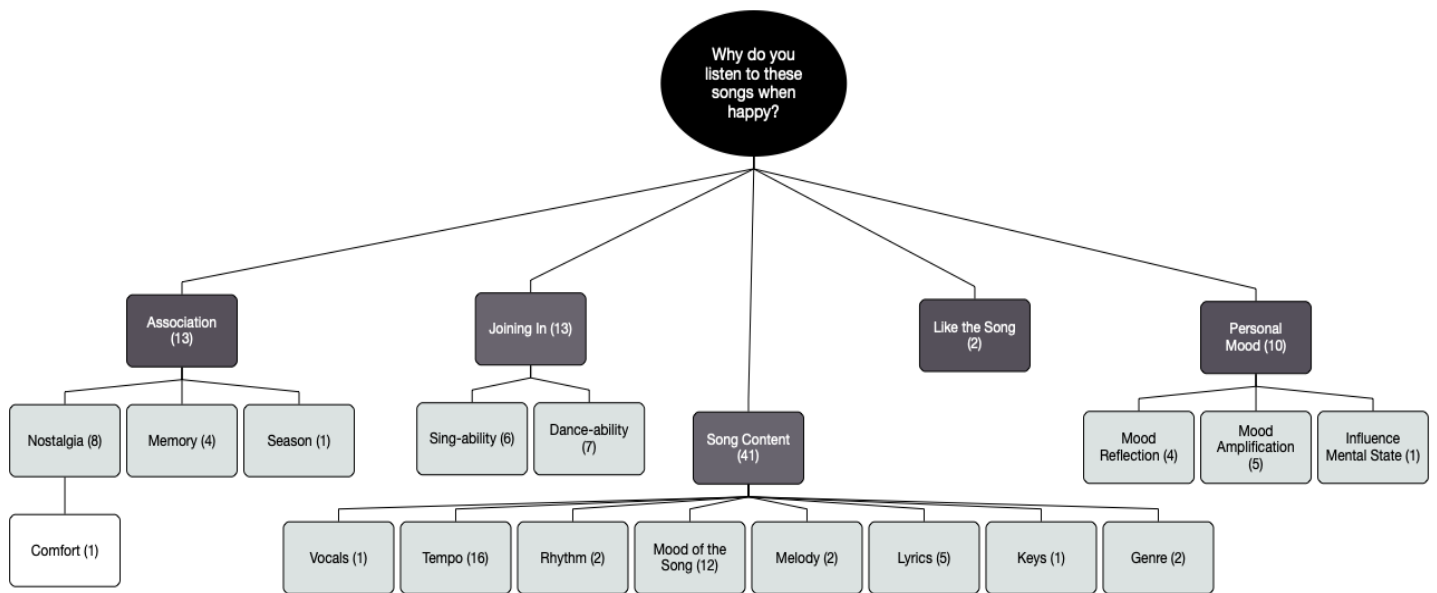 Why do you
listen to these
songs when
happy?
Association
(13)
Joining In (13)
Like the Song
(2)
Personal
Mood (10)
Nostalgia (8)
Memory (4)
Season (1)
Sing-ability (6)
Dance-ability
(7)
Song Content
(41)
Mood
Reflection (4)
Mood
Amplification
(5)
Influence
Mental State (1)
Comfort (1)
Vocals (1)
Tempo (16)
Rhythm (2)
Mood of the
Song (12)
Melody (2)
Lyrics (5)
Keys (1)
Genre (2)